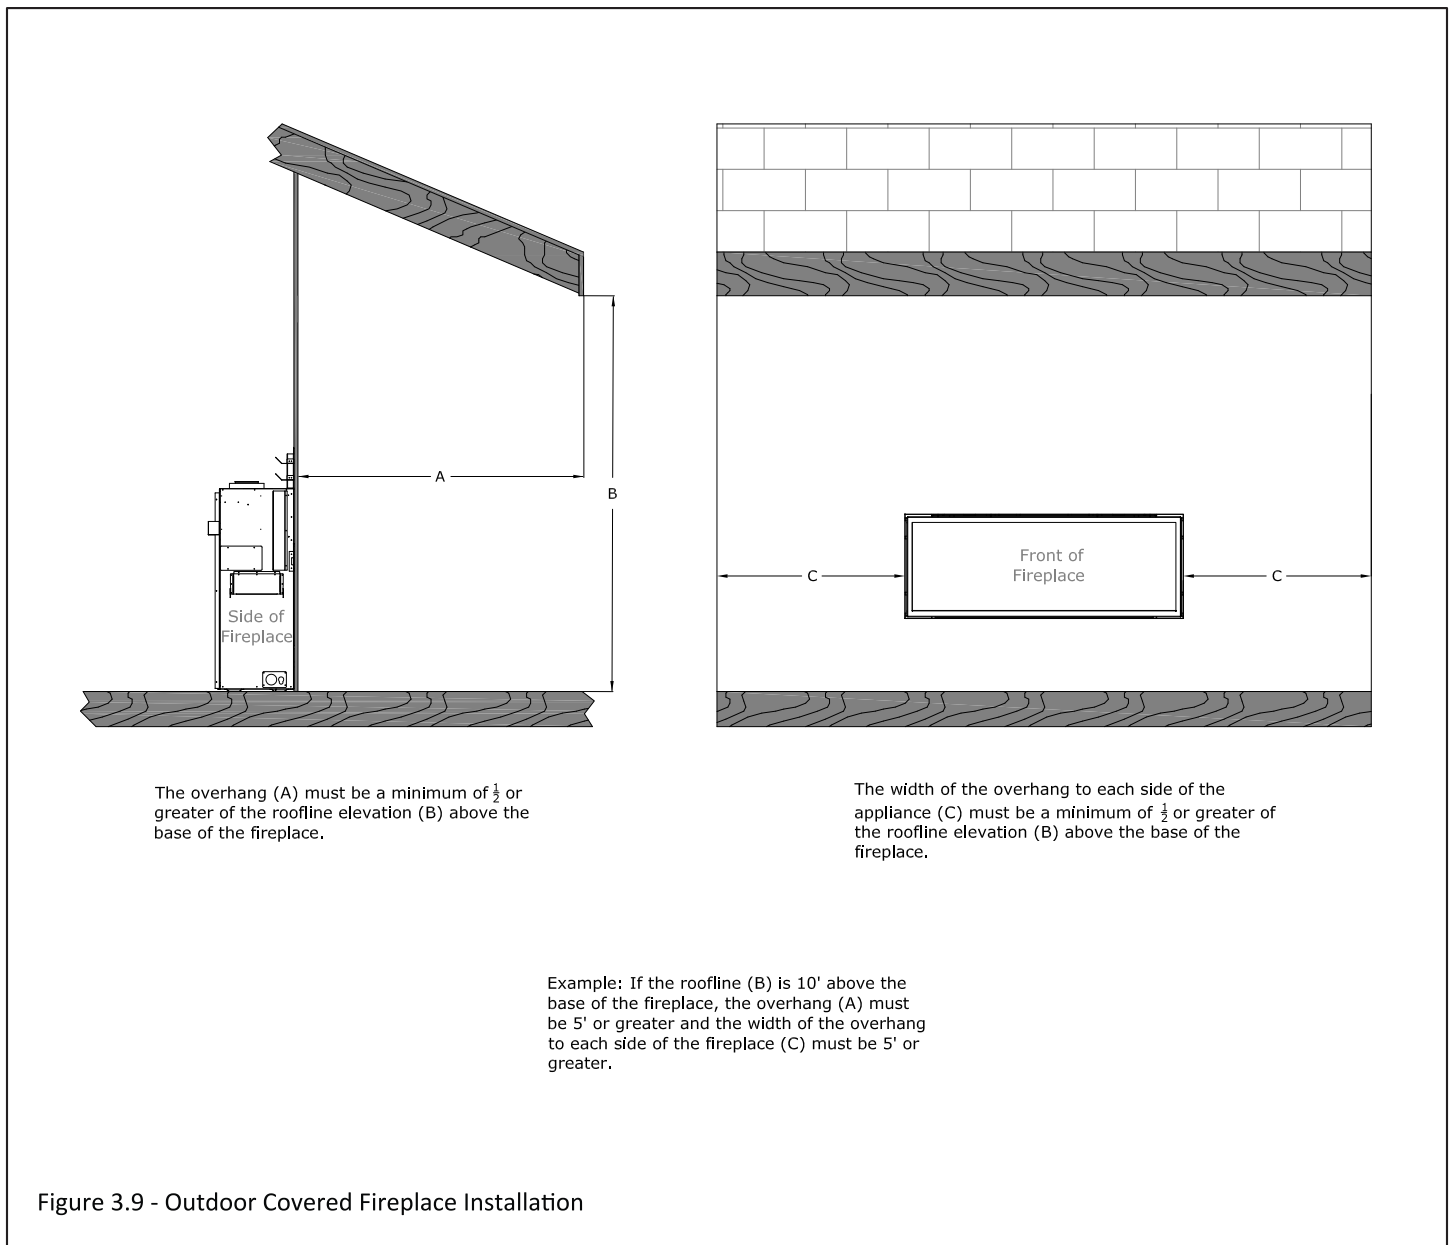 A
B
Side of
Fireplace
Front of
Fireplace
C
C
The overhang (A) must be a minimum of ½ or
greater of the roofline elevation (B) above the
base of the fireplace.
The width of the overhang to each side of the
appliance (C) must be a minimum of ½ or greater of
the roofline elevation (B) above the base of the
fireplace.
Example: If the roofline (B) is 10' above the
base of the fireplace, the overhang (A) must
be 5' or greater and the width of the overhang
to each side of the fireplace (C) must be 5' or
greater.
Figure 3.9 - Outdoor Covered Fireplace Installation